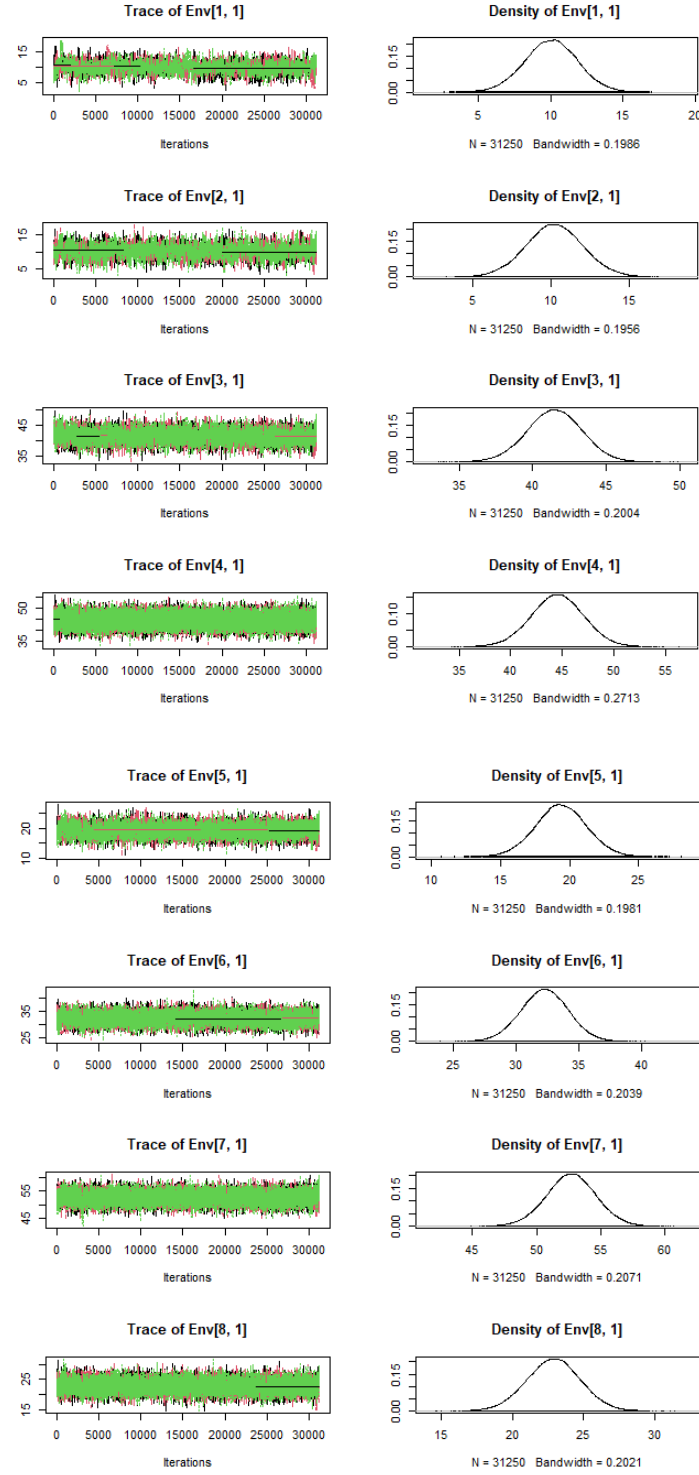 Trace of Env[1, 1]
Density of Env[1, 1]
5 15
0.00 0.15
0 5000 10000 15000 20000 25000 30000
5 10 15 20
Iterations
N = 31250 Bandwidth = 0.1986
Trace of Env[2, 1]
Density of Env[2, 1]
5 15
0.00 0.15
0 5000 10000 15000 20000 25000 30000
5 10 15
Iterations
N = 31250 Bandwidth = 0.1956
Trace of Env[3, 1]
Density of Env[3, 1]
35 45
0.00 0.15
0 5000 10000 15000 20000 25000 30000
35 40 45 50
Iterations
N = 31250 Bandwidth = 0.2004
Trace of Env[4, 1]
Density of Env[4, 1]
35 50
0.00 0.10
0 5000 10000 15000 20000 25000 30000
35 40 45 50 55
Iterations
N = 31250 Bandwidth = 0.2713
Trace of Env[5, 1]
Density of Env[5, 1]
10 20
0.00 0.15
0 5000 10000 15000 20000 25000 30000
10 15 20 25
Iterations
N = 31250 Bandwidth = 0.1981
Trace of Env[6, 1]
Density of Env[6, 1]
25 35
0.00 0.15
0 5000 10000 15000 20000 25000 30000
25 30 35 40
Iterations
N = 31250 Bandwidth = 0.2039
Trace of Env[7, 1]
Density of Env[7, 1]
45 55
0.00 0.15
0 5000 10000 15000 20000 25000 30000
45 50 55 60
Iterations
N = 31250 Bandwidth = 0.2071
Trace of Env[8, 1]
Density of Env[8, 1]
15 25
0.00 0.15
0 5000 10000 15000 20000 25000 30000
15 20 25 30
Iterations
N = 31250 Bandwidth = 0.2021